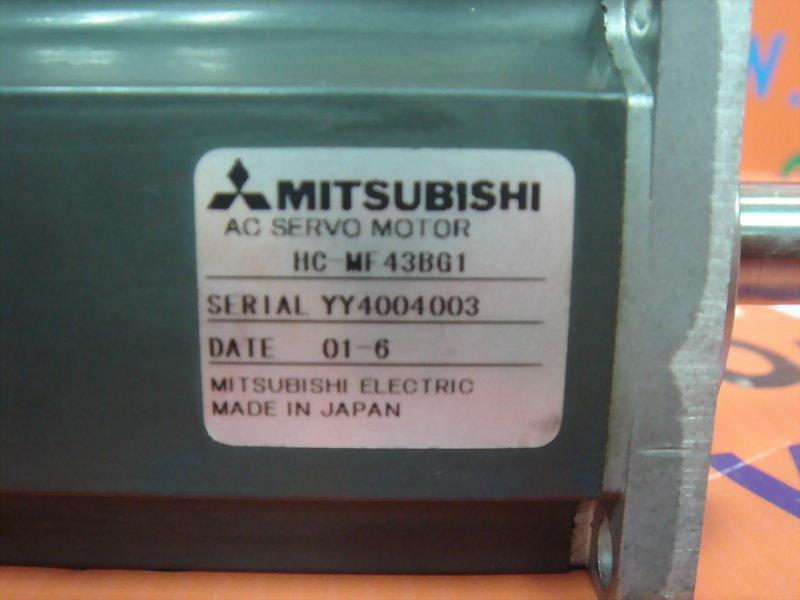 MITSUBISHI
AC SERVO MOTOR
HC-MF43BG1
SERIAL YY4004003
DATE 01-6
MITSUBISHI ELECTRIC
MADE IN JAPAN